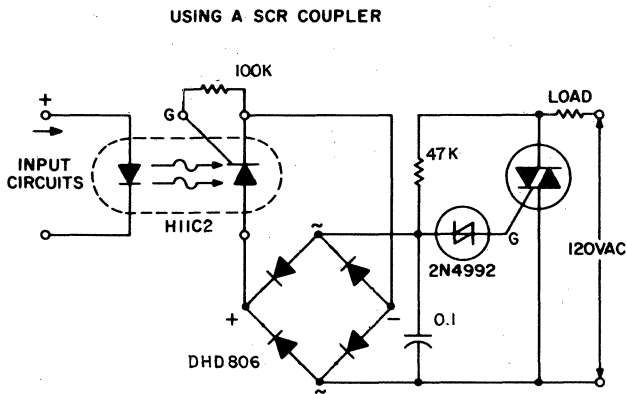 USING A SCR COUPLER
100K
G
+
INPUT
CIRCUITS
H11C2
LOAD
47K
G
2N4992
120VAC
~
+
−
0.1
DHD806
~